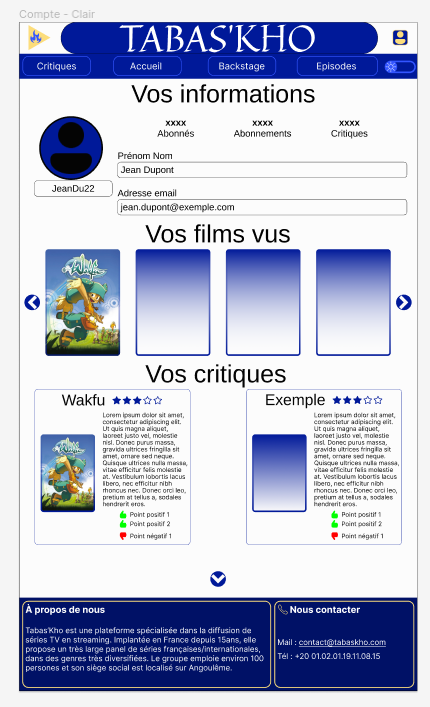 Compte - Clair
TABAS'KHO
Critiques
Accueil
Backstage
Episodes
Vos informations
xxxx
Abonnés
xxxx
Abonnements
xxxx
Critiques
JeanDu22
Prénom Nom
Jean Dupont
Adresse email
jean.dupont@exemple.com
Vos films vus
Wakfu
Vos critiques
Wakfu
Lorem ipsum dolor sit amet,
consectetur adipiscing elit.
Ut quis magna aliquet,
laoreet justo vel, molestie
nisl. Donec purus massa,
gravida ultrices fringilla sit
amet, ornare sed neque.
Quisque ultrices nulla massa,
vitae efficitur felis molestie
at. Vestibulum lobortis lacus
libero, nec efficitur nibh
rhoncus nec. Donec orci leo,
pretium at tellus a, sodales
hendrerit eros.
Wakfu
Point positif 1
Point positif 2
Point négatif 1
Exemple
Lorem ipsum dolor sit amet,
consectetur adipiscing elit.
Ut quis magna aliquet,
laoreet justo vel, molestie
nisl. Donec purus massa,
gravida ultrices fringilla sit
amet, ornare sed neque.
Quisque ultrices nulla massa,
vitae efficitur felis molestie
at. Vestibulum lobortis lacus
libero, nec efficitur nibh
rhoncus nec. Donec orci leo,
pretium at tellus a, sodales
hendrerit eros.
Point positif 1
Point positif 2
Point négatif 1
À propos de nous
Tabas'Kho est une plateforme spécialisée dans la diffusion de
séries TV en streaming. Implantée en France depuis 15ans, elle
propose un très large panel de séries françaises/internationales,
dans des genres très diversifiées. Le groupe emploie environ 100
persones et son siège social est localisé sur Angoulême.
Nous contacter
Mail : contact@tabaskho.com
Tél : +20 01.02.01.19.11.08.15